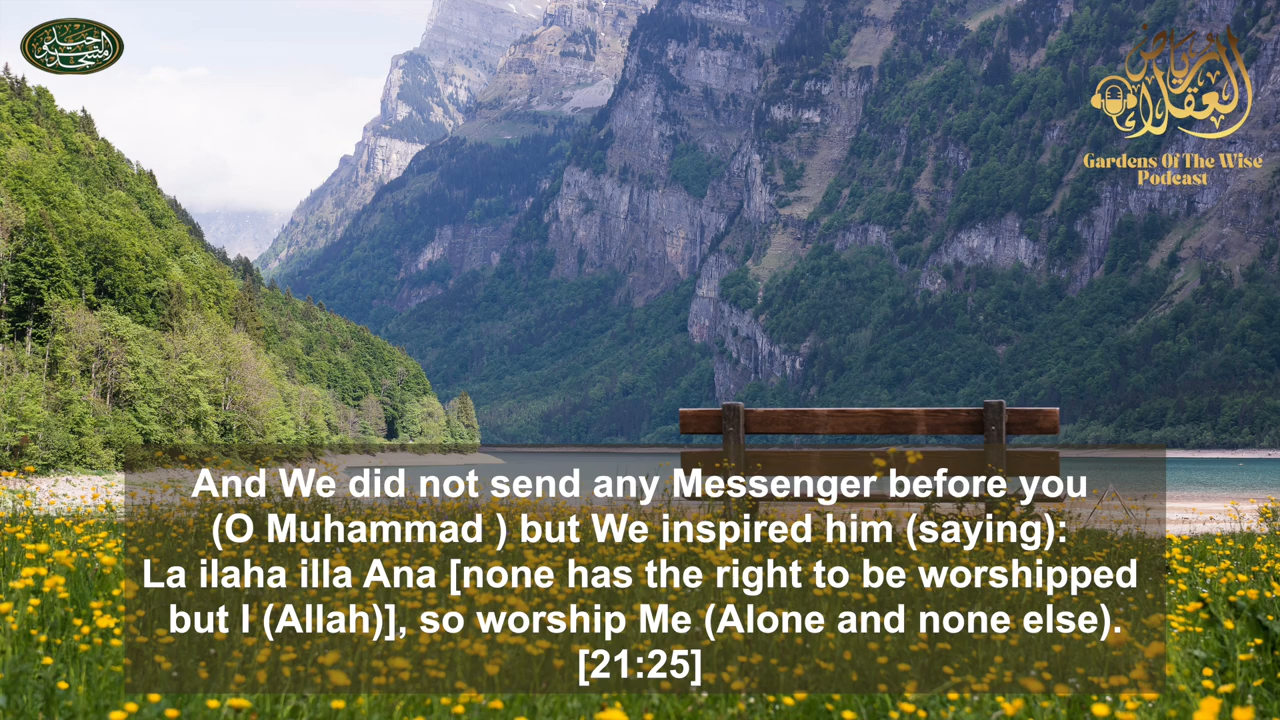 رياض
العقلاء
Gardens Of The Wise
Podcast
And We did not send any Messenger before you
(O Muhammad ) but We inspired him (saying):
La ilaha illa Ana [none has the right to be worshipped
but I (Allah)], so worship Me (Alone and none else).
[21:25]